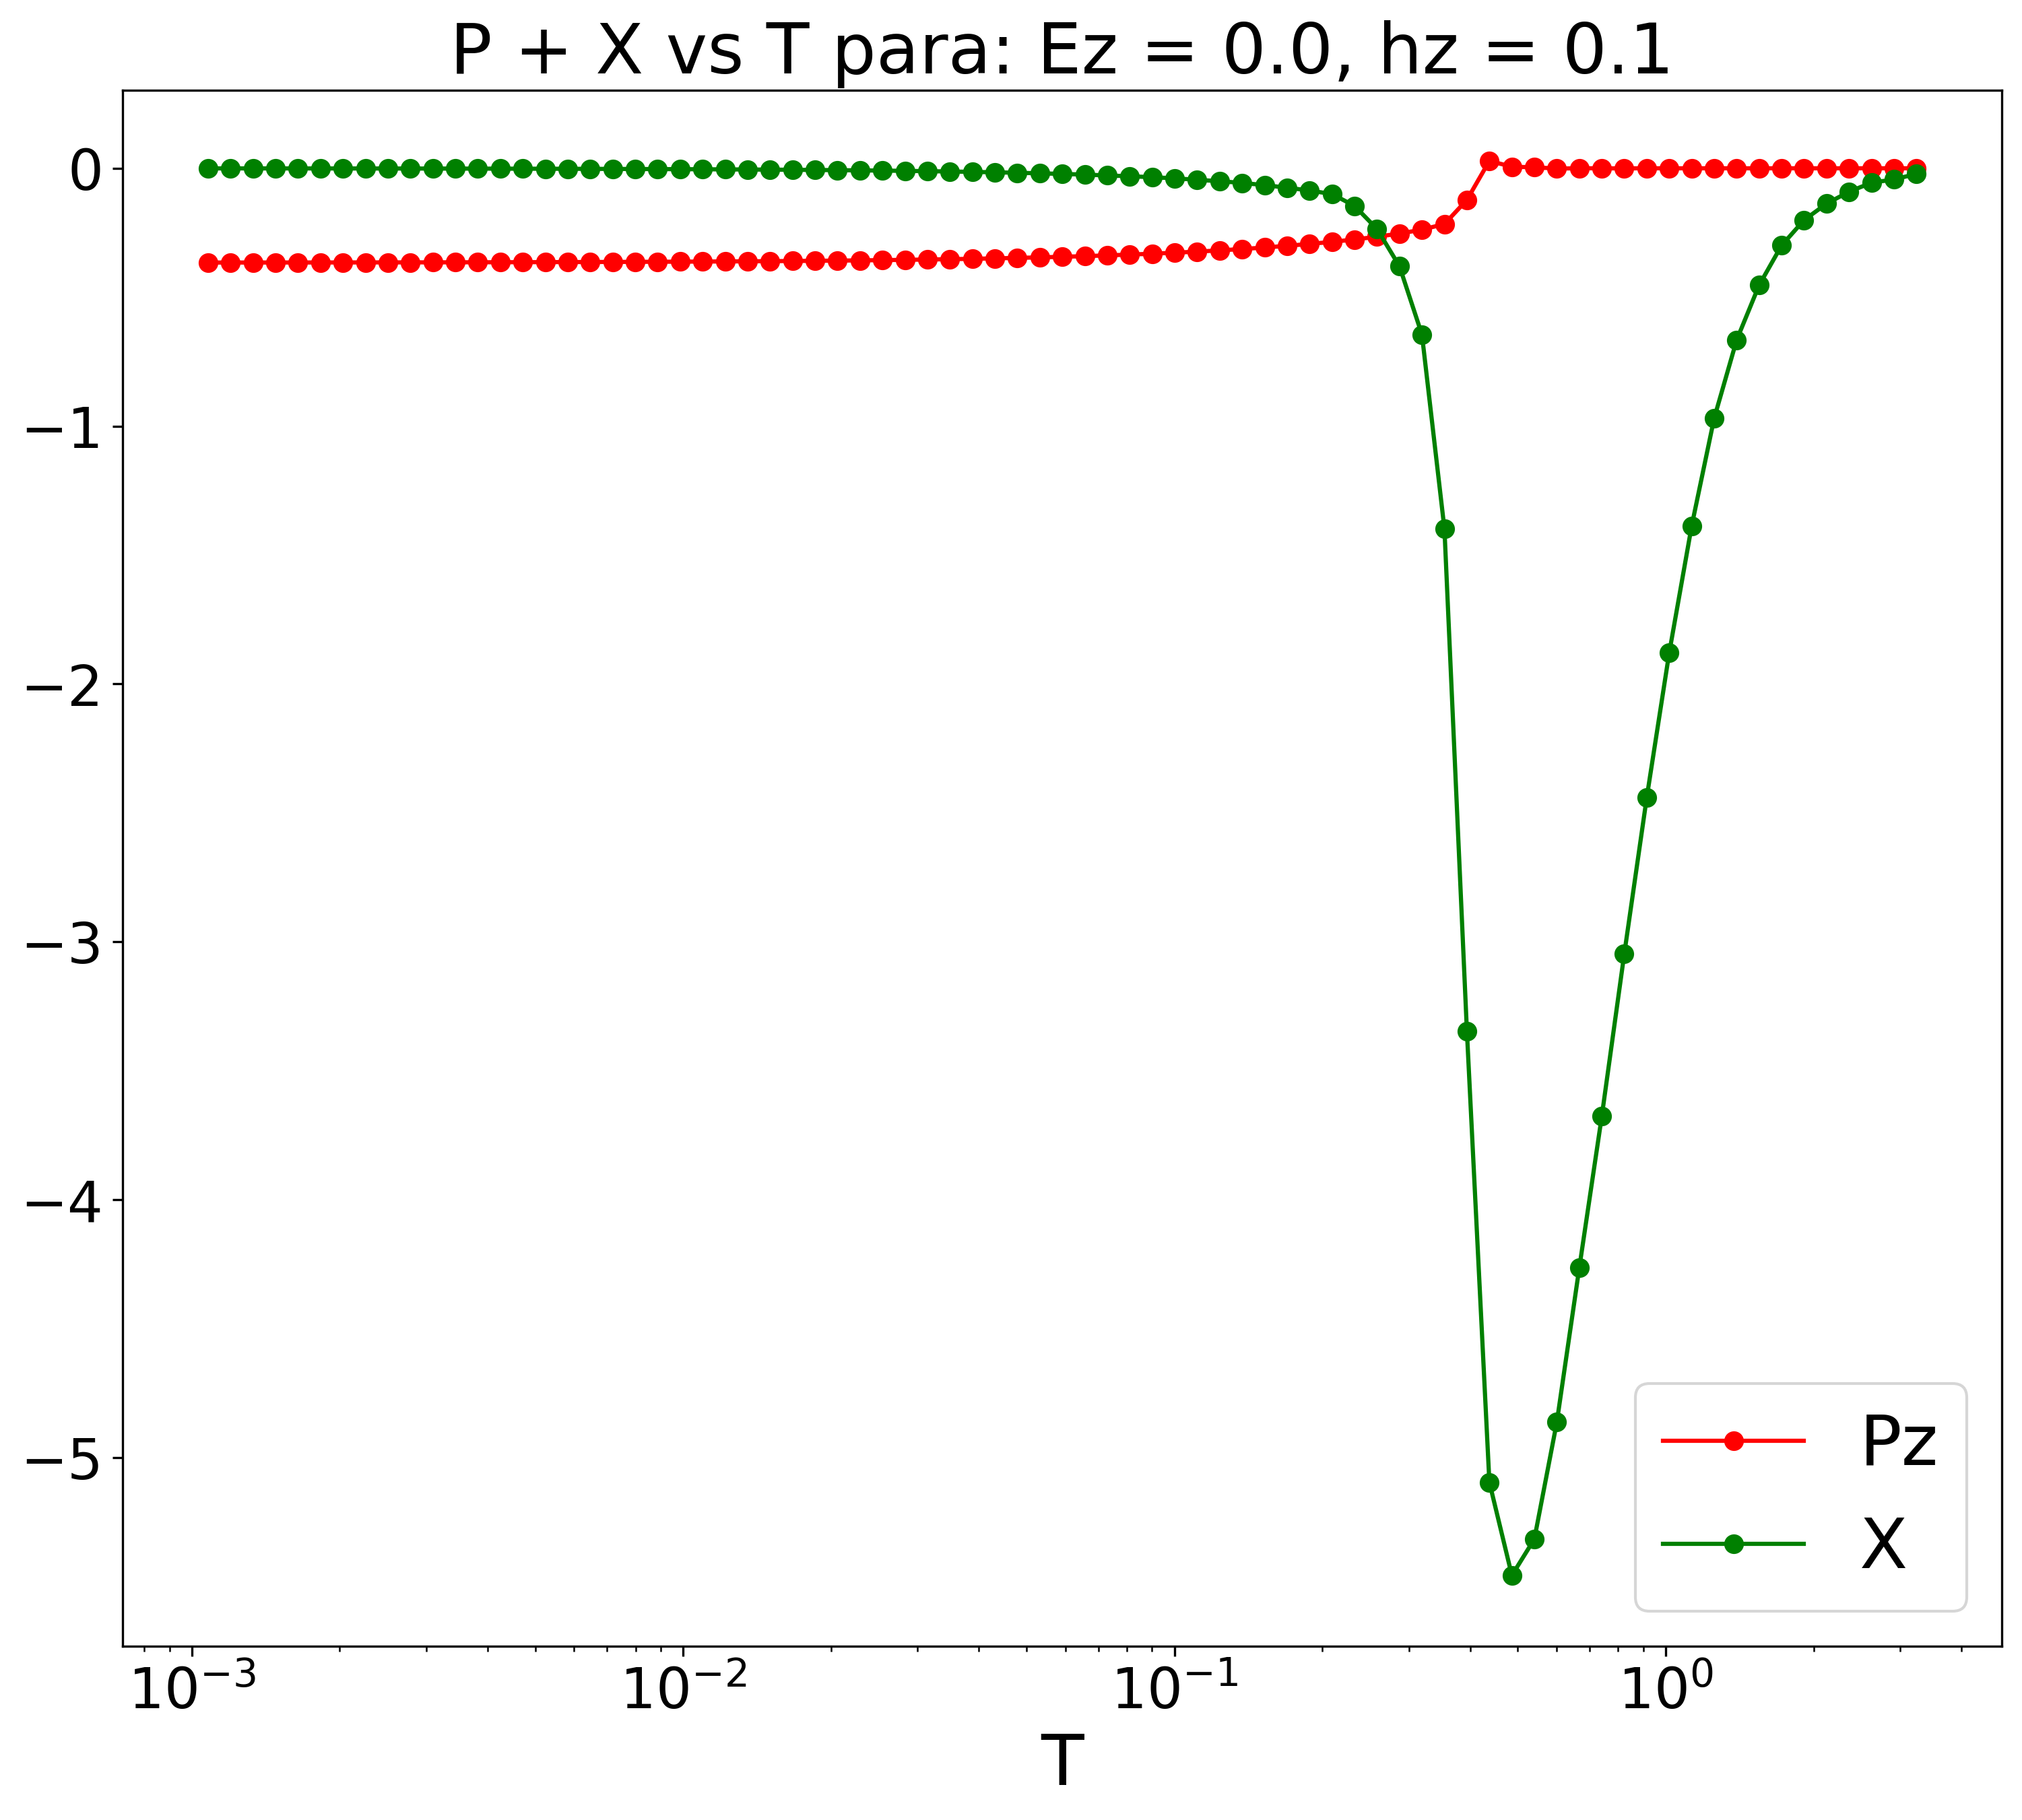 P + X vs T para: Ez = 0.0, hz = 0.1
0
−1
−2
−3
−4
−5
Pz
X
10⁻³ 10⁻² 10⁻¹ 10⁰
T